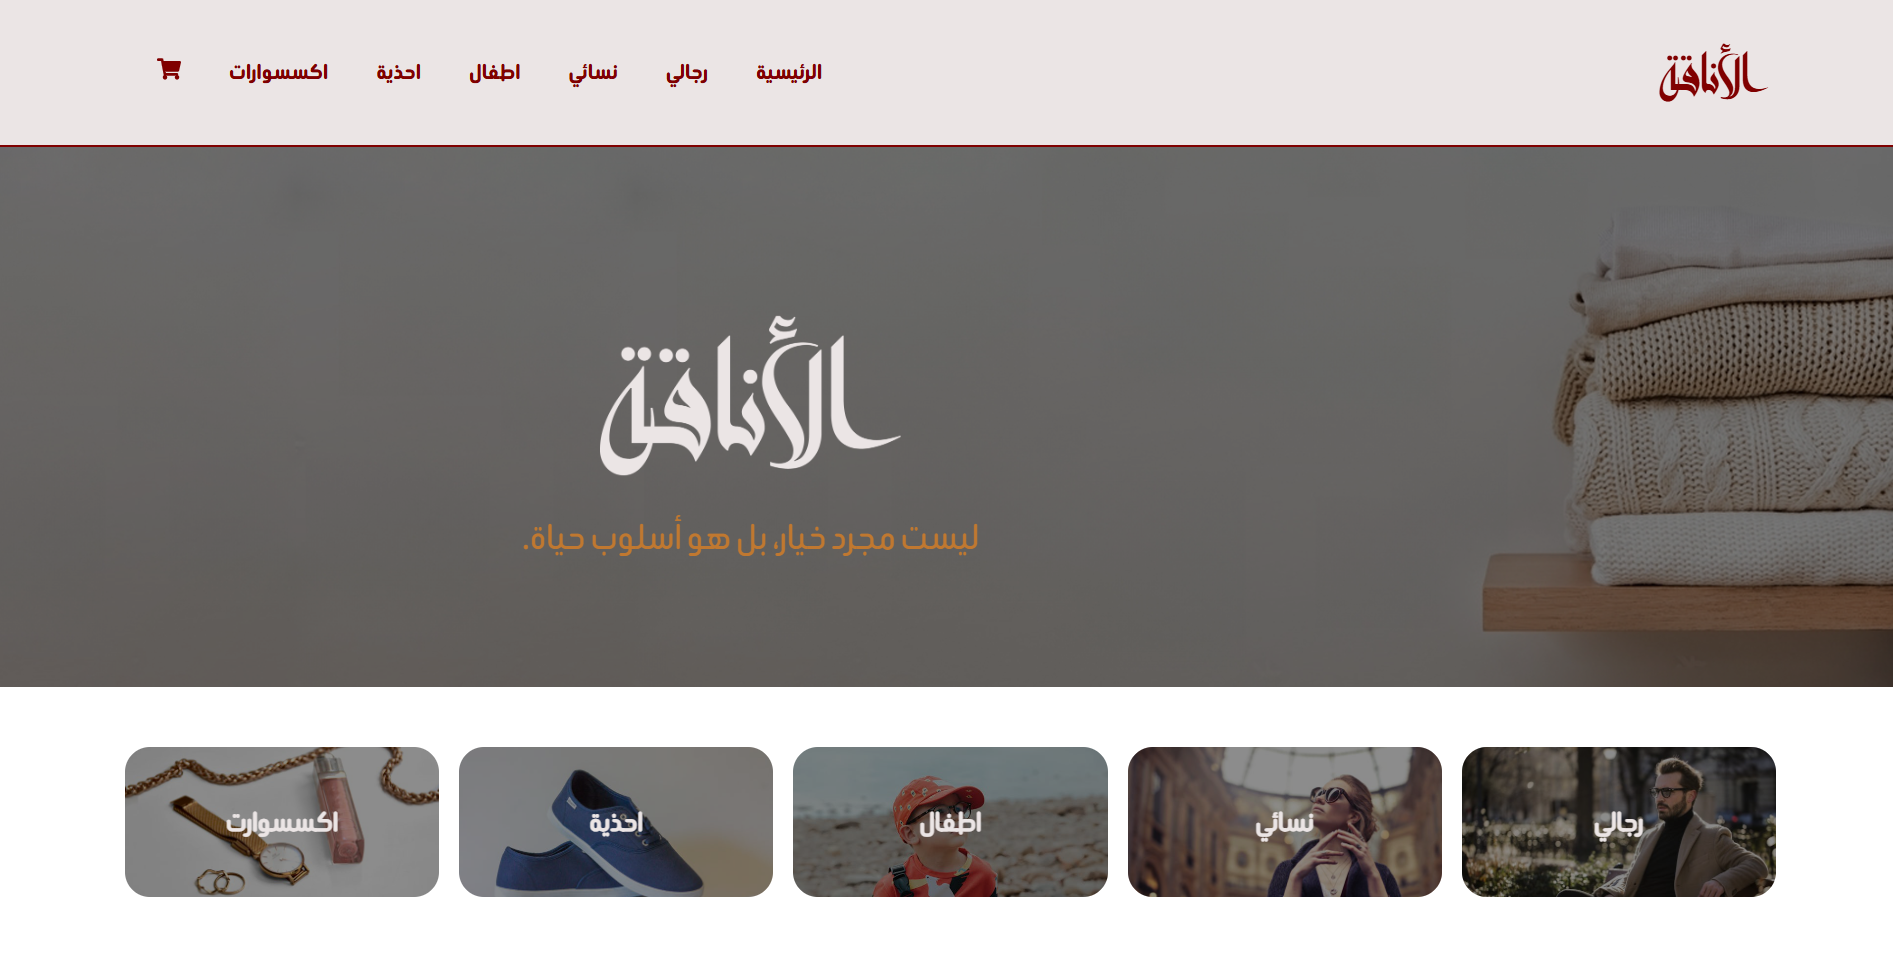 الأناقة
الرئيسية رجالي نسائي اطفال احذية اكسسوارات
الأناقة
ليست مجرد خيار، بل هو أسلوب حياة.
رجالي نسائي اطفال احذية اكسسوارت